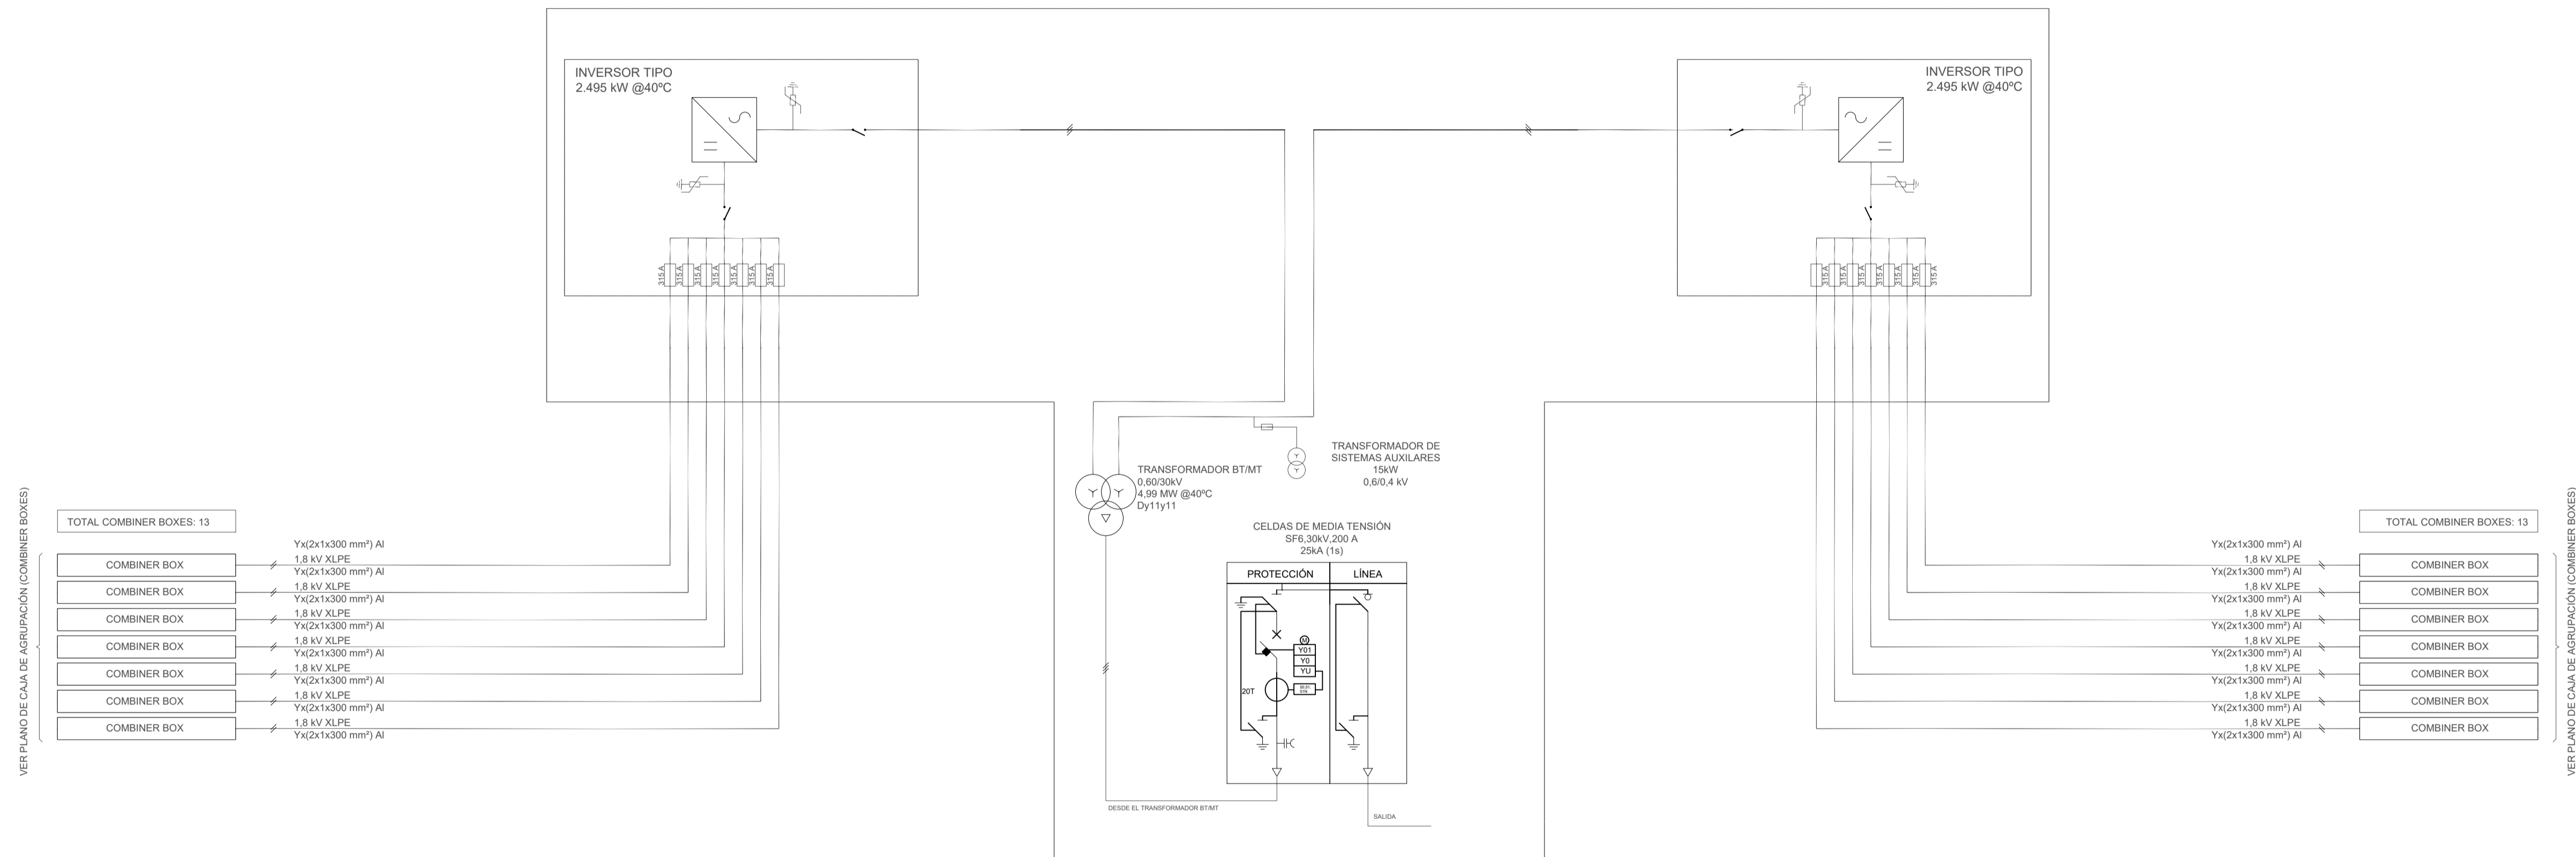 INVERSOR TIPO
2.495 kW @40ºC
315 A
315 A
315 A
315 A
315 A
315 A
315 A
INVERSOR TIPO
2.495 kW @40ºC
315 A
315 A
315 A
315 A
315 A
315 A
315 A
VER PLANO DE CAJA DE AGRUPACIÓN (COMBINER BOXES)
TOTAL COMBINER BOXES: 13
Yx(2x1x300 mm²) Al
COMBINER BOX
1,8 kV XLPE
Yx(2x1x300 mm²) Al
COMBINER BOX
1,8 kV XLPE
Yx(2x1x300 mm²) Al
COMBINER BOX
1,8 kV XLPE
Yx(2x1x300 mm²) Al
COMBINER BOX
1,8 kV XLPE
Yx(2x1x300 mm²) Al
COMBINER BOX
1,8 kV XLPE
Yx(2x1x300 mm²) Al
COMBINER BOX
1,8 kV XLPE
Yx(2x1x300 mm²) Al
COMBINER BOX
1,8 kV XLPE
Yx(2x1x300 mm²) Al
TRANSFORMADOR BT/MT
0,60/30kV
4,99 MW @40ºC
Dy11y11
TRANSFORMADOR DE
SISTEMAS AUXILARES
15kW
0,6/0,4 kV
CELDAS DE MEDIA TENSIÓN
SF6,30kV,200 A
25kA (1s)
PROTECCIÓN
LÍNEA
M
Y01
Y0
YU
20T
DESDE EL TRANSFORMADOR BT/MT
SALIDA
TOTAL COMBINER BOXES: 13
Yx(2x1x300 mm²) Al
1,8 kV XLPE
COMBINER BOX
Yx(2x1x300 mm²) Al
1,8 kV XLPE
COMBINER BOX
Yx(2x1x300 mm²) Al
1,8 kV XLPE
COMBINER BOX
Yx(2x1x300 mm²) Al
1,8 kV XLPE
COMBINER BOX
Yx(2x1x300 mm²) Al
1,8 kV XLPE
COMBINER BOX
Yx(2x1x300 mm²) Al
1,8 kV XLPE
COMBINER BOX
Yx(2x1x300 mm²) Al
1,8 kV XLPE
COMBINER BOX
Yx(2x1x300 mm²) Al
VER PLANO DE CAJA DE AGRUPACIÓN (COMBINER BOXES)